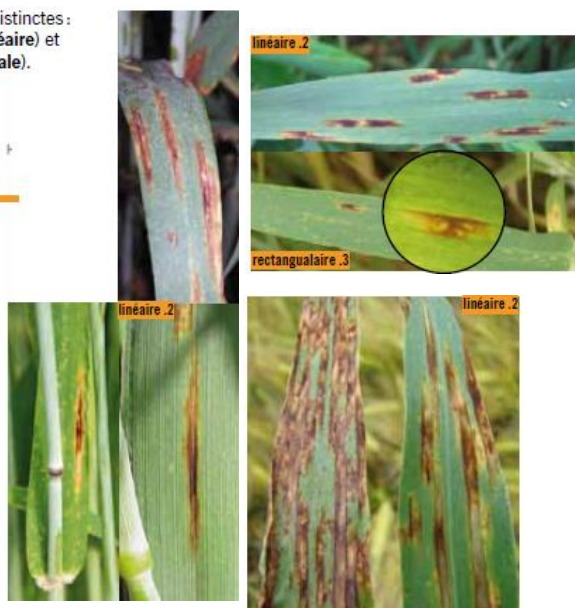 istinctes :
éaire) et
ale).
linéaire .2
rectangualaire .3
linéaire .2
linéaire .2